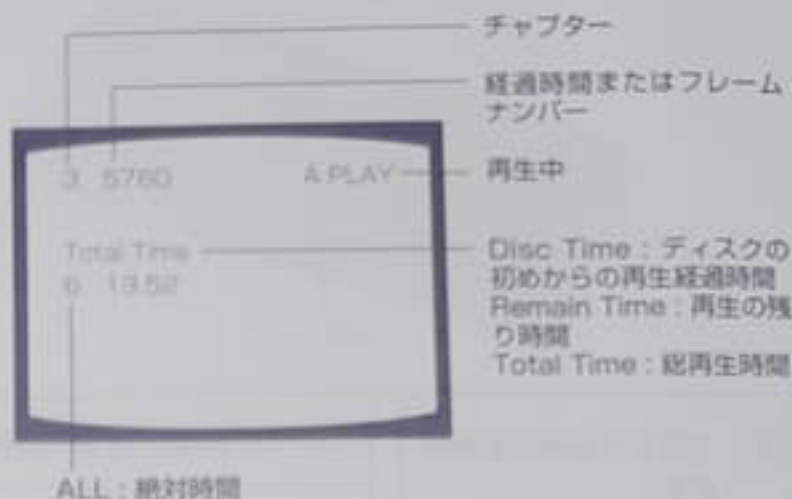 チャプター
経過時間またはフレーム
ナンバー
3 5760 A PLAY
再生中
Total Time
6 13.52
Disc Time : ディスクの
初めからの再生経過時間
Remain Time : 再生の残
り時間
Total Time : 総再生時間
ALL : 絶対時間